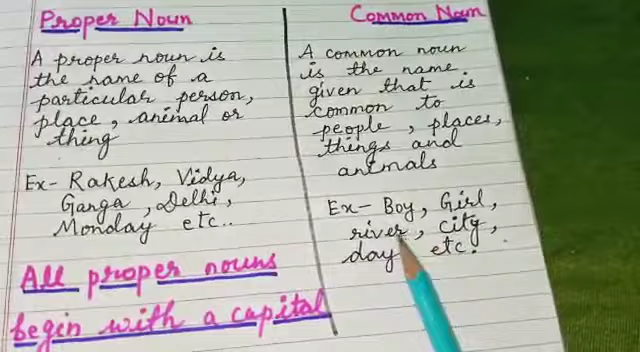 Proper Noun
A proper noun is
the name of a
particular person,
place, animal or
thing
Ex- Rakesh, Vidya,
Ganga, Delhi,
Monday etc..
All proper nouns
begin with a capital
Common Noun
A common noun
is the name
given that is
common to
people, places,
things and
animals
Ex- Boy, Girl,
river, city,
day etc.